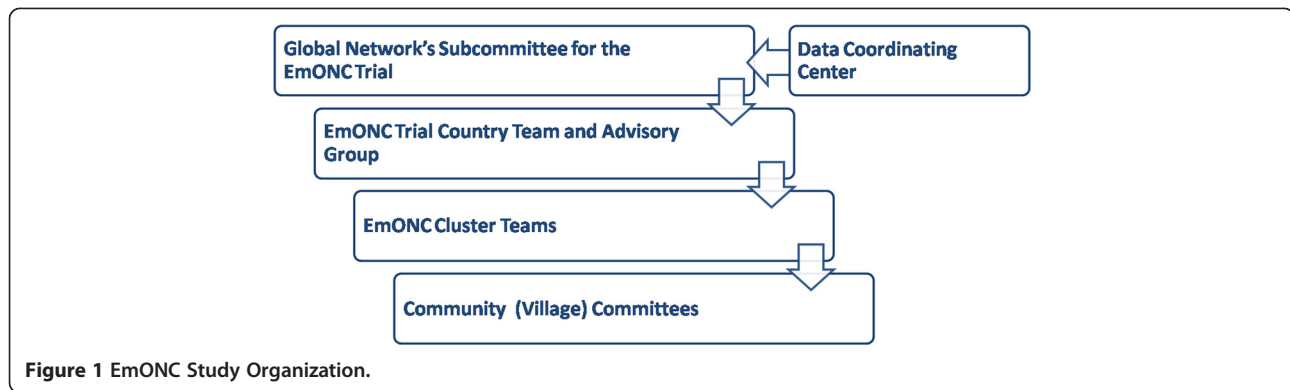 Global Network's Subcommittee for the
EmONC Trial
Data Coordinating
Center
EmONC Trial Country Team and Advisory
Group
EmONC Cluster Teams
Community (Village) Committees
Figure 1 EmONC Study Organization.